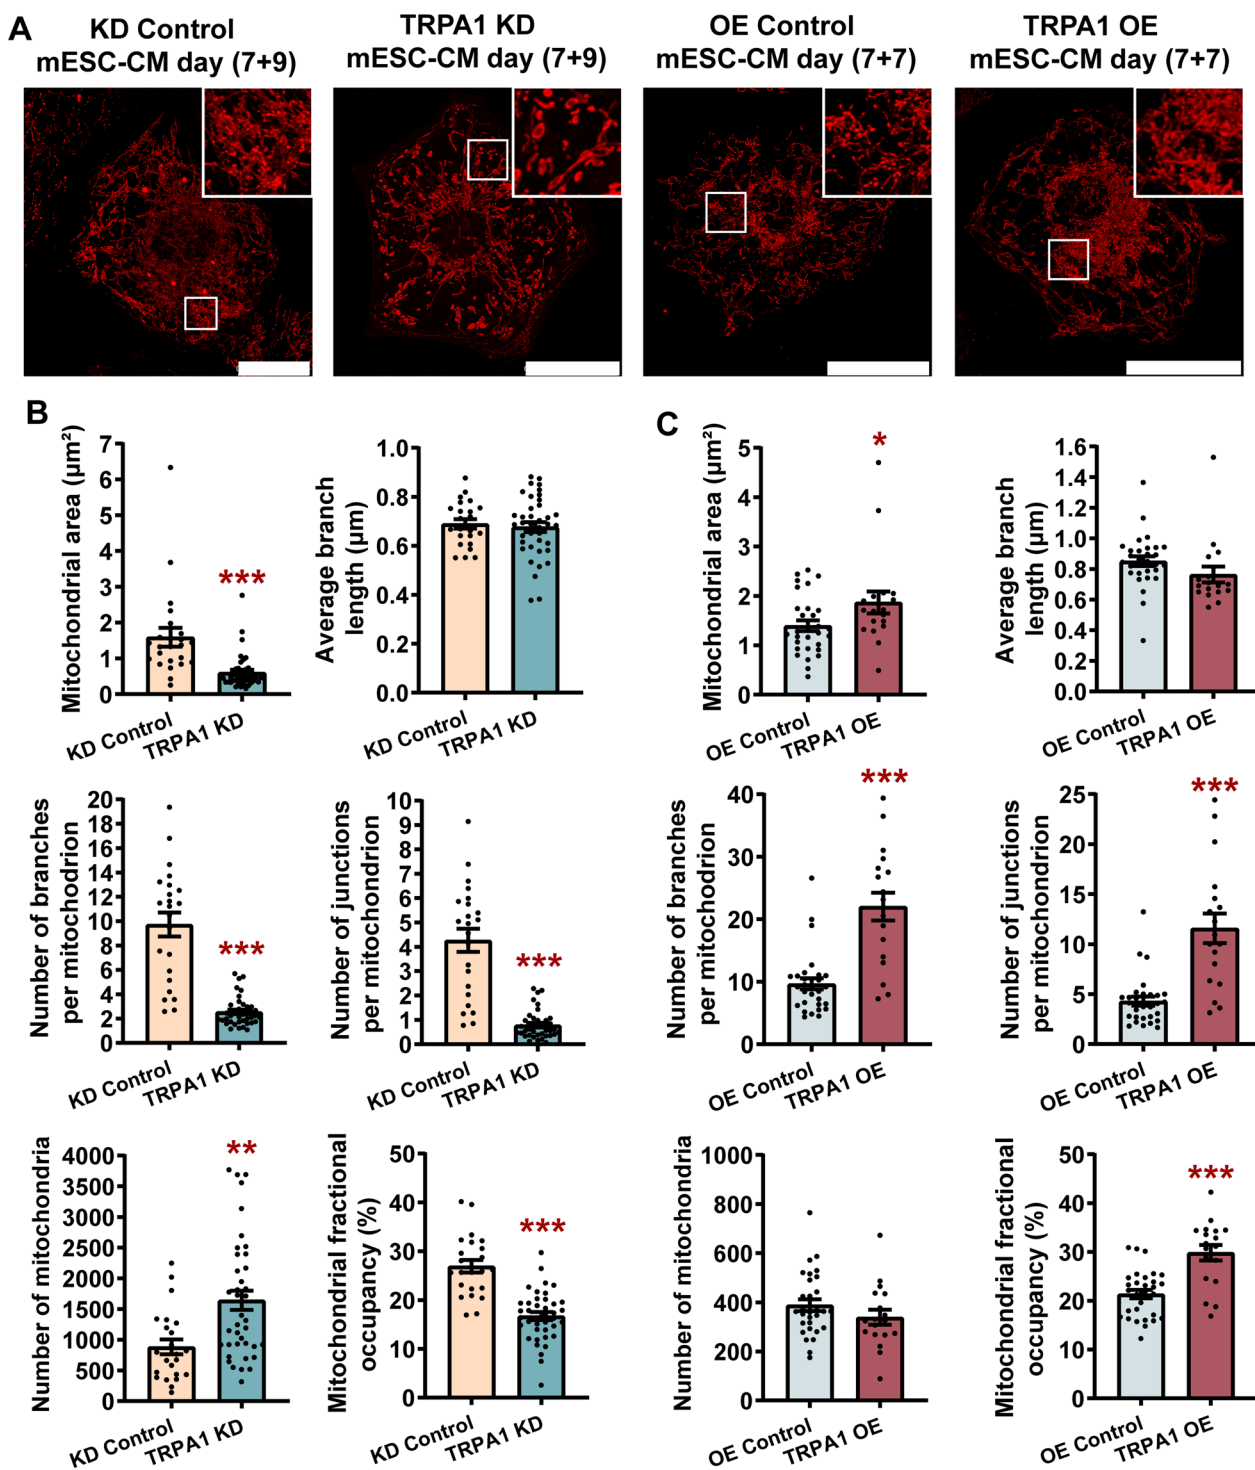 A
KD Control
mESC-CM day (7+9)
TRPA1 KD
mESC-CM day (7+9)
OE Control
mESC-CM day (7+7)
TRPA1 OE
mESC-CM day (7+7)
B
Mitochondrial area (μm²)
7
6
5
4
3
2
1
0
***
KD Control
TRPA1 KD
Average branch
length (μm)
1.0
0.8
0.6
0.4
0.2
0.0
KD Control
TRPA1 KD
C
Mitochondrial area (μm²)
5
4
3
2
1
0
*
OE Control
TRPA1 OE
Average branch
length (μm)
1.6
1.4
1.2
1.0
0.8
0.6
0.4
0.2
0.0
OE Control
TRPA1 OE
Number of branches
per mitochodrion
20
18
16
14
12
10
8
6
4
2
0
***
KD Control
TRPA1 KD
Number of junctions
per mitochondrion
10
9
8
7
6
5
4
3
2
1
0
***
KD Control
TRPA1 KD
Number of branches
per mitochodrion
40
30
20
10
0
***
OE Control
TRPA1 OE
Number of junctions
per mitochondrion
25
20
15
10
5
0
***
OE Control
TRPA1 OE
Number of mitochondria
4000
3500
3000
2500
2000
1500
1000
500
0
**
KD Control
TRPA1 KD
Mitochondrial fractional
occupancy (%)
50
40
30
20
10
0
***
KD Control
TRPA1 KD
Number of mitochondria
1000
800
600
400
200
0
OE Control
TRPA1 OE
Mitochondrial fractional
occupancy (%)
50
40
30
20
10
0
***
OE Control
TRPA1 OE